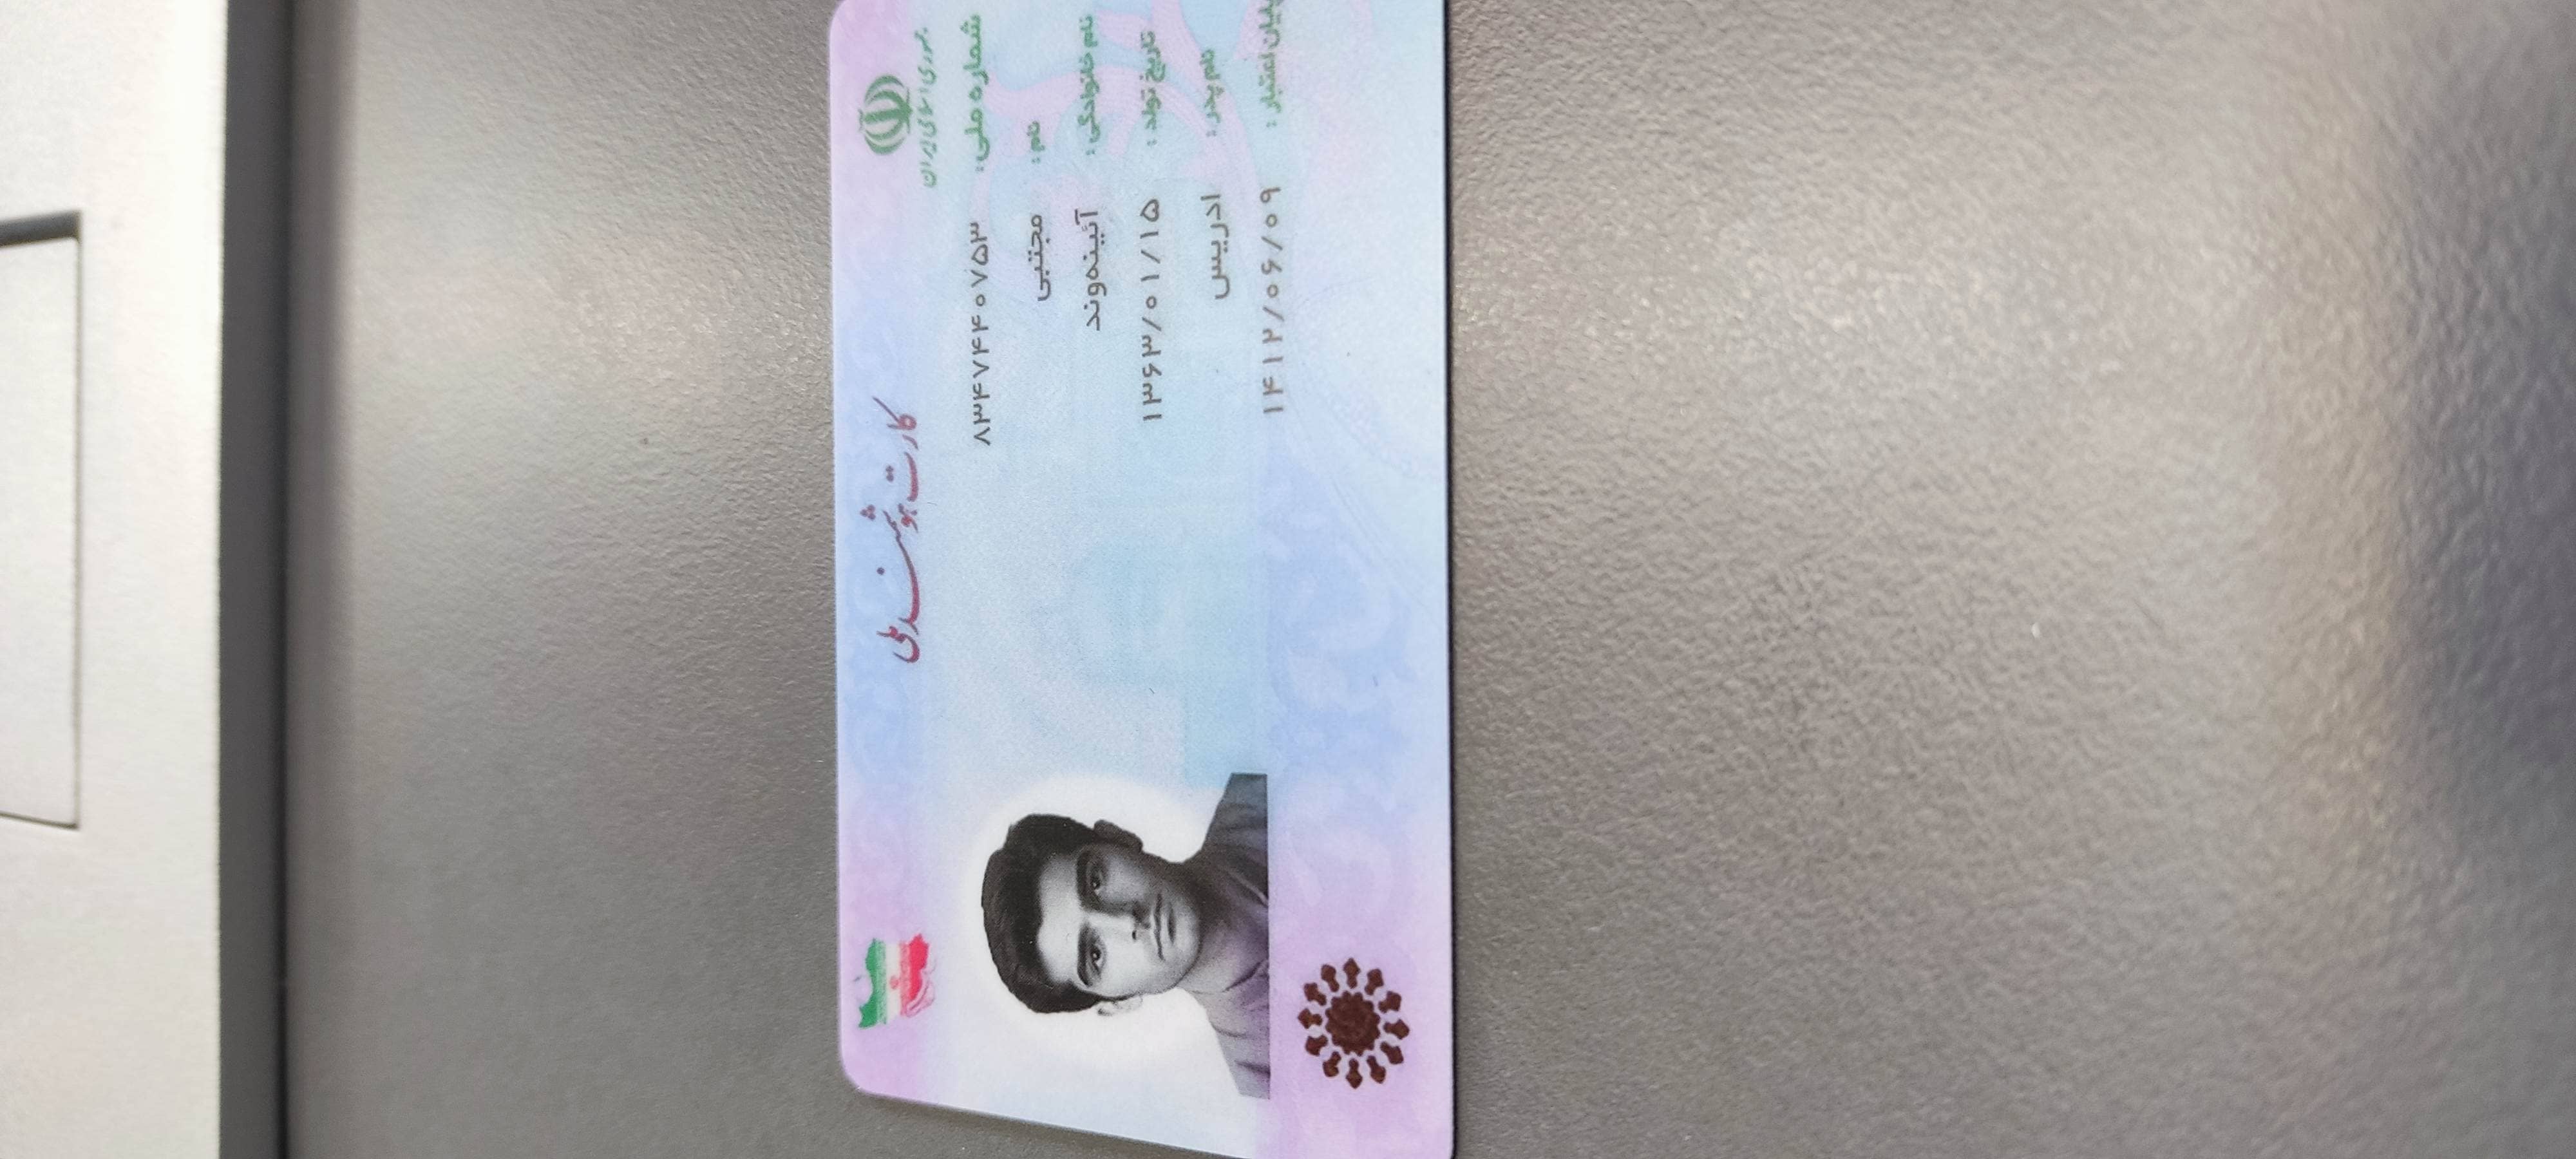 جمهوری اسلامی ایران
کارت هوشمند ملی
شماره ملی : ۸۳۴۷۴۴۰۷۵۳
نام : مجتبی
نام خانوادگی : آئینه‌وند
تاریخ تولد : ۱۳۶۳/۰۱/۱۵
نام پدر : ادریس
پایان اعتبار : ۱۴۱۲/۰۶/۰۹